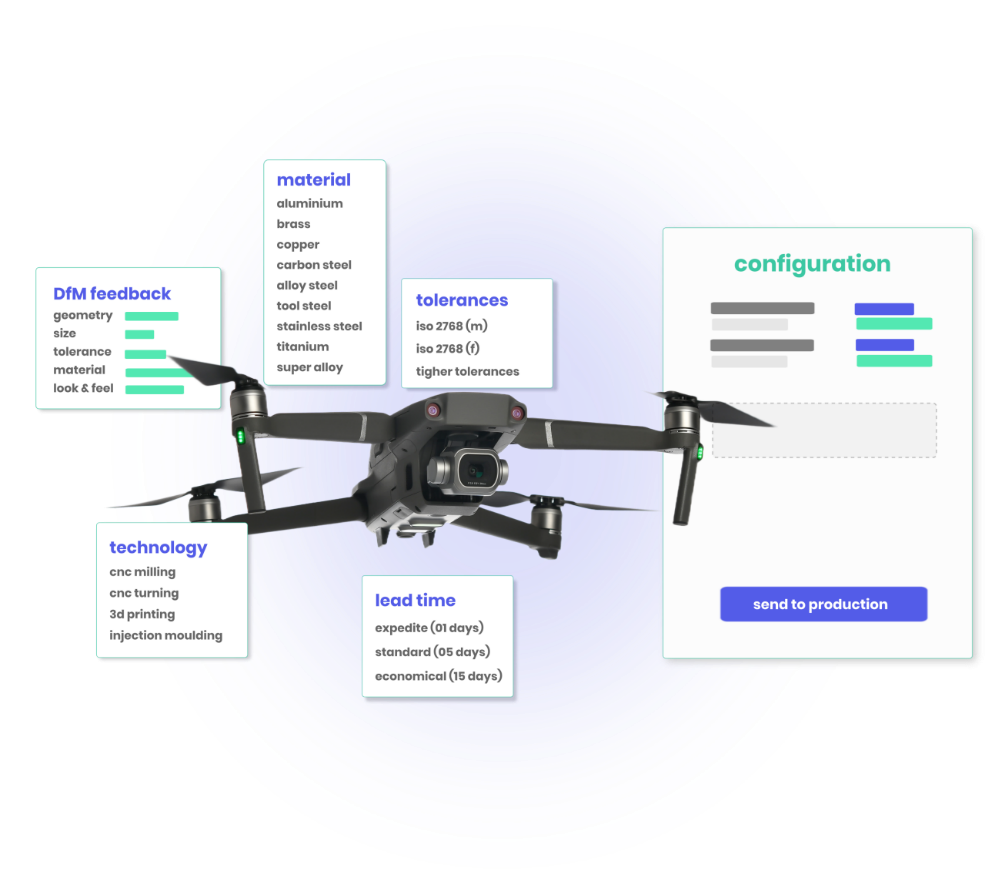 material
aluminium
brass
copper
carbon steel
alloy steel
tool steel
stainless steel
titanium
super alloy
DfM feedback
geometry
size
tolerance
material
look & feel
tolerances
iso 2768 (m)
iso 2768 (f)
tigher tolerances
configuration
send to production
technology
cnc milling
cnc turning
3d printing
injection moulding
lead time
expedite (01 days)
standard (05 days)
economical (15 days)